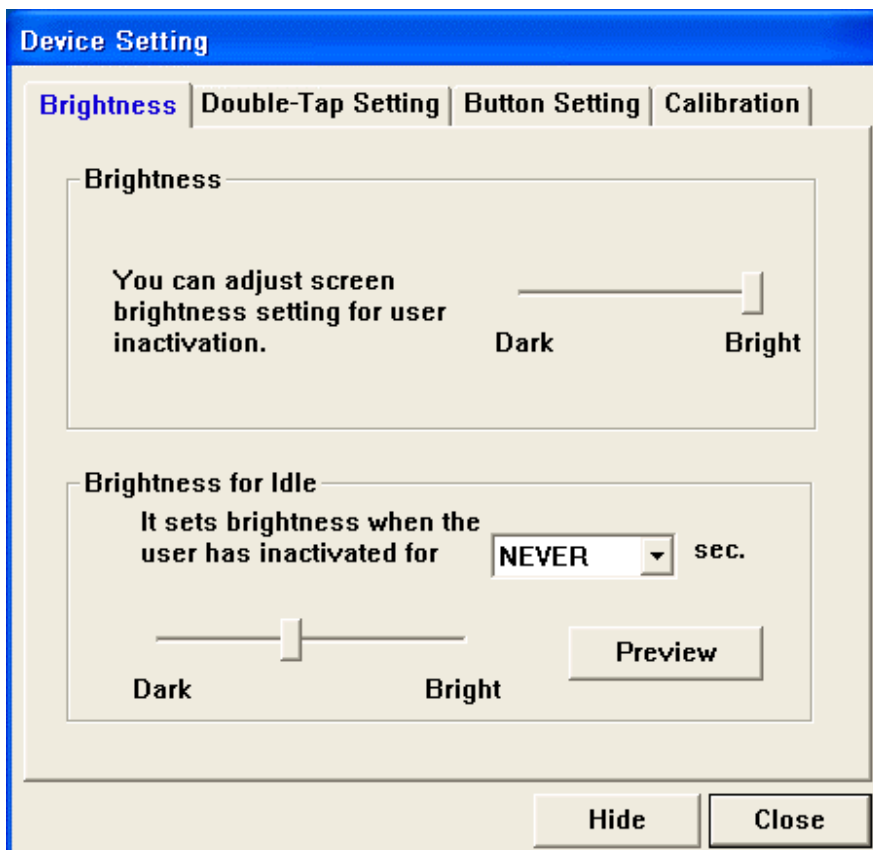 Device Setting
Brightness Double-Tap Setting Button Setting Calibration
Brightness
You can adjust screen
brightness setting for user
inactivation.
Dark Bright
Brightness for Idle
It sets brightness when the
user has inactivated for NEVER sec.
Preview
Dark Bright
Hide Close